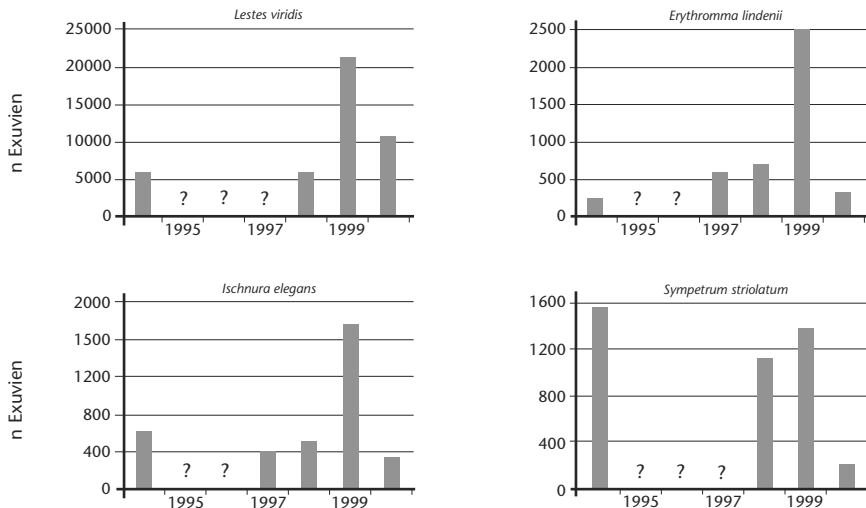 Lestes viridis
25000
20000
15000
10000
5000
0
? ? ?
1995 1997 1999
n Exuvien
Erythromma lindenii
2500
2000
1500
1000
500
0
? ?
1995 1997 1999
Ischnura elegans
2000
1500
1200
800
400
0
? ?
1995 1997 1999
n Exuvien
Sympetrum striolatum
1600
1200
800
400
0
? ? ?
1995 1997 1999